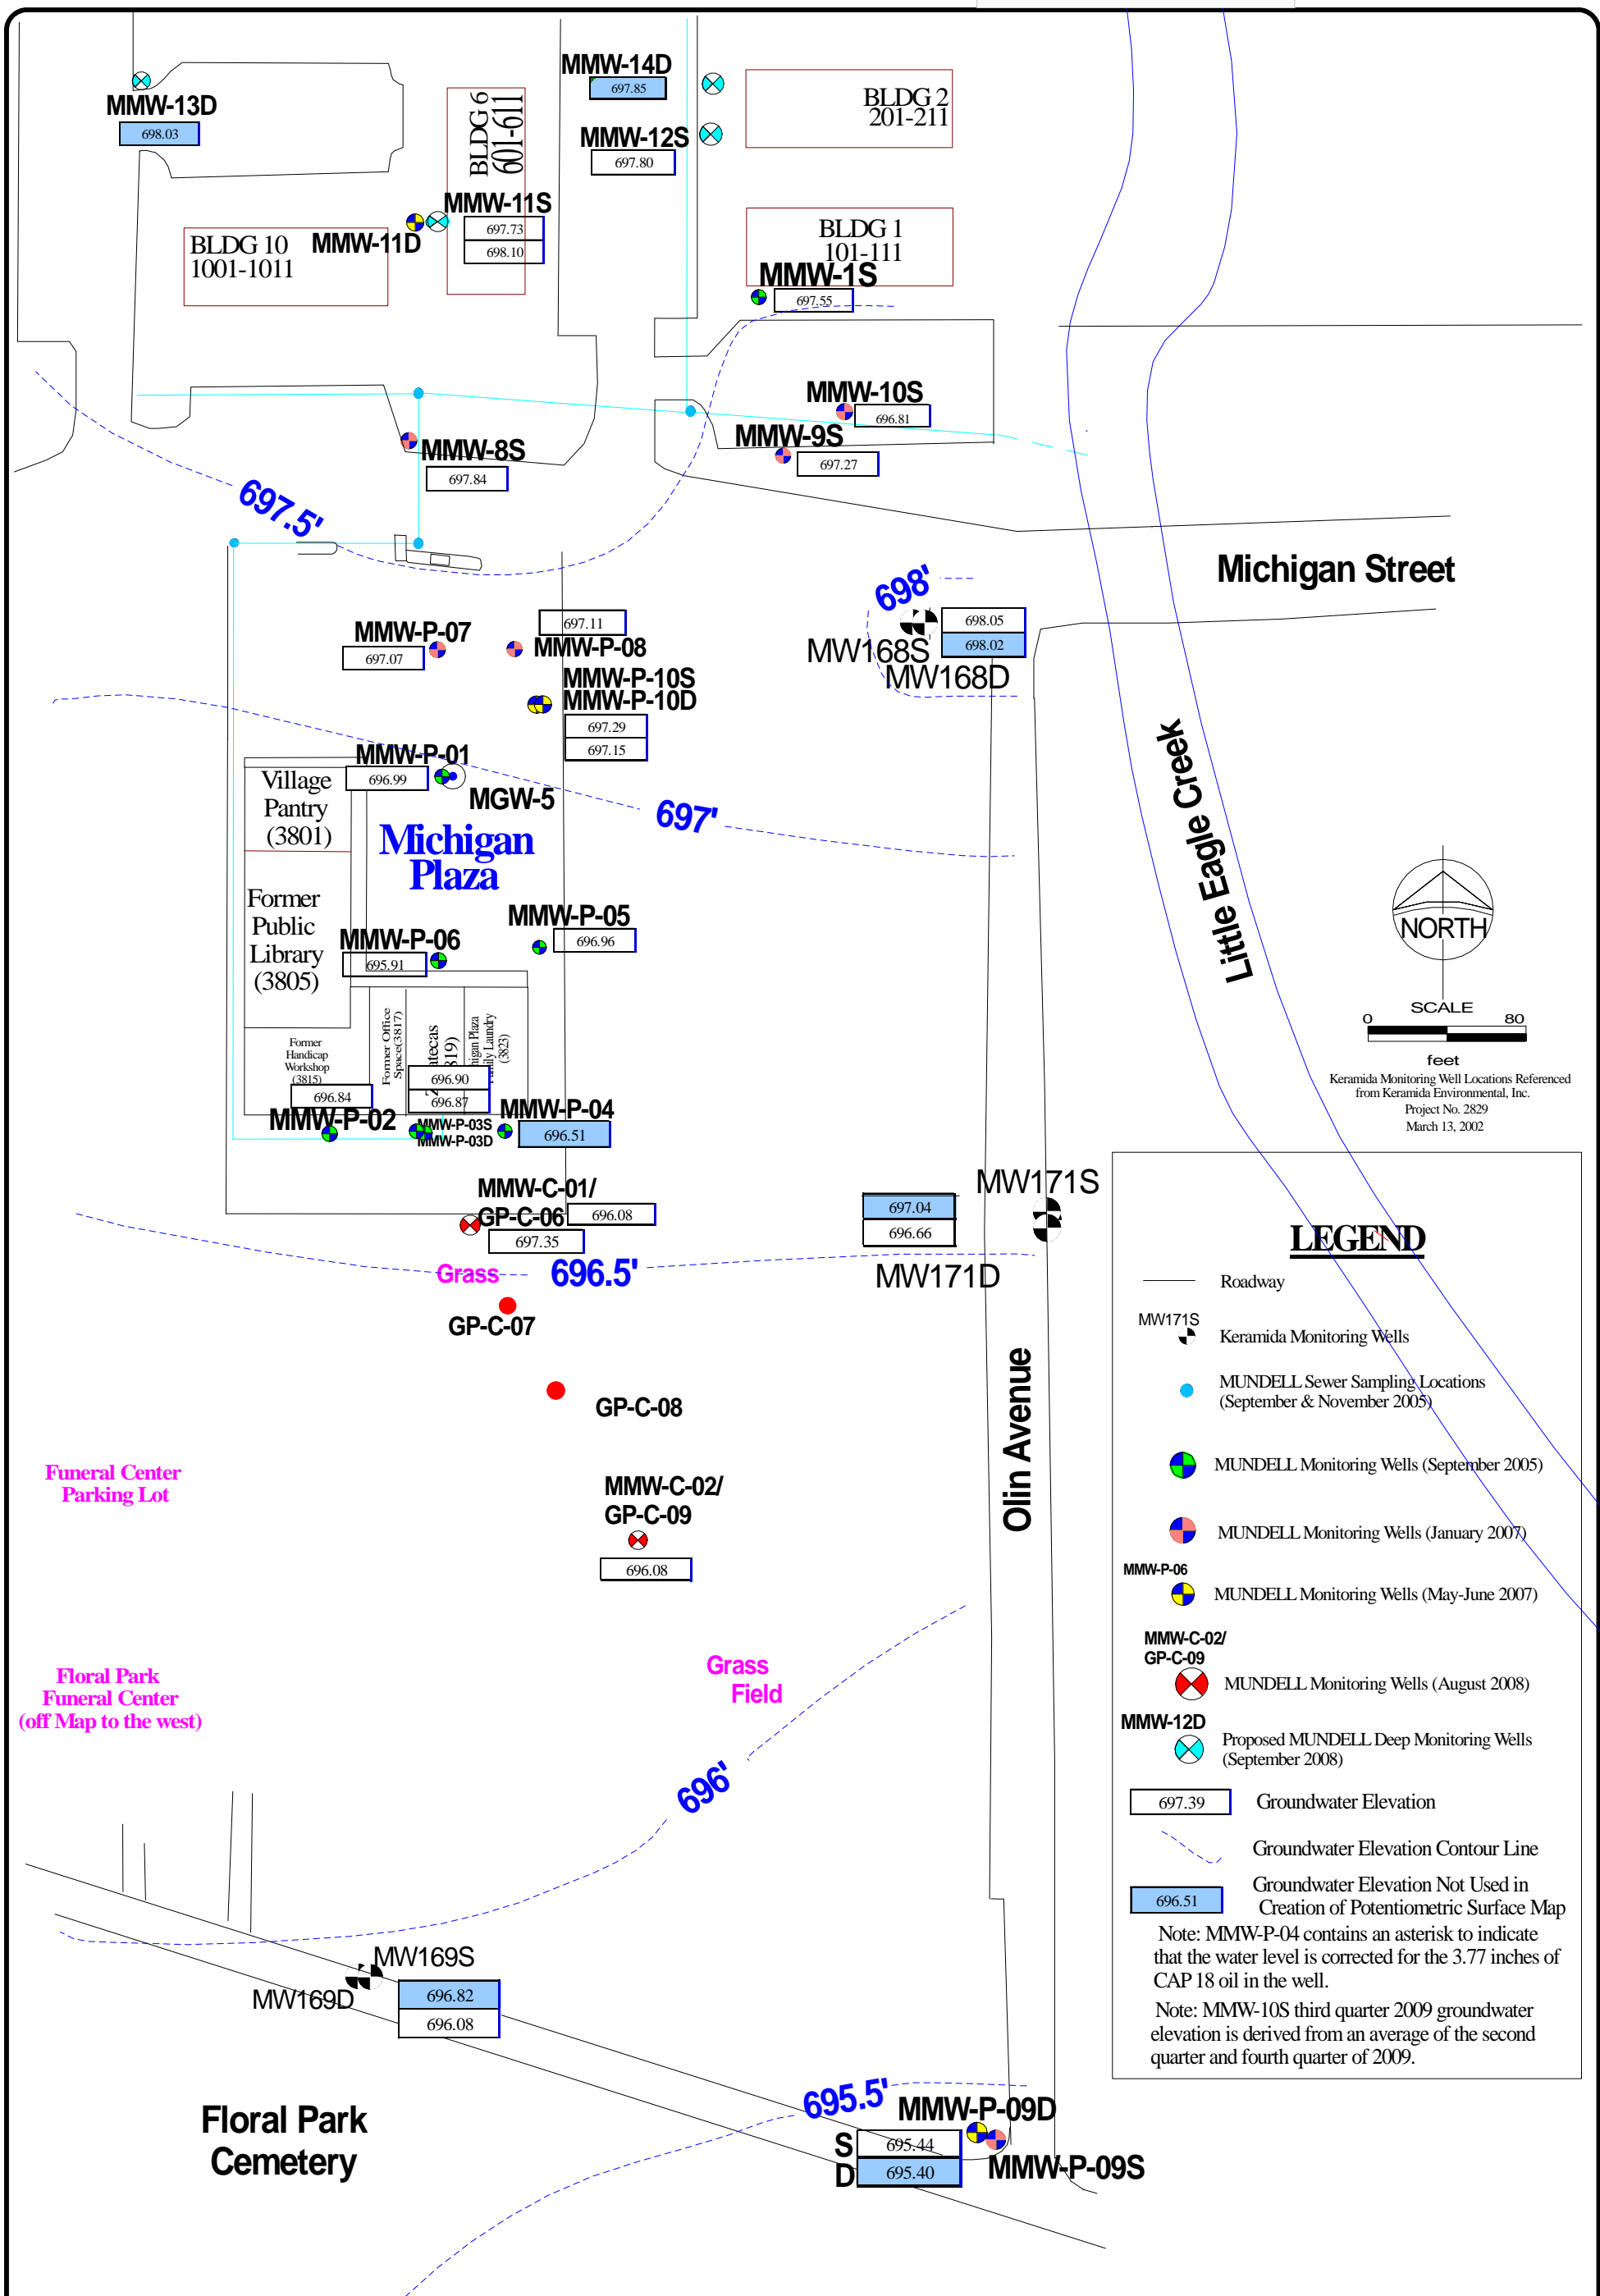 MMW-13D
698.03
BLDG 6
601-611
MMW-14D
697.85
MMW-12S
697.80
BLDG 2
201-211
MMW-11S
697.73
698.10
MMW-11D
BLDG 10
1001-1011
BLDG 1
101-111
MMW-1S
697.55
MMW-10S
696.81
MMW-9S
697.27
MMW-8S
697.84
697.5'
Michigan Street
698'
698.05
698.02
MW168S
MW168D
697.11
MMW-P-07
697.07
MMW-P-08
MMW-P-10S
MMW-P-10D
697.29
697.15
MMW-P-01
696.99
MGW-5
697'
Village
Pantry
(3801)
Michigan
Plaza
Little Eagle Creek
Former
Public
Library
(3805)
MMW-P-05
696.96
MMW-P-06
695.91
NORTH
SCALE
0 80
feet
Keramida Monitoring Well Locations Referenced
from Keramida Environmental, Inc.
Project No. 2829
March 13, 2002
Former
Handicap
Workshop
(3815)
Former Office
Space(3817)
(3823)
696.84
696.90
696.87
MMW-P-02
MMW-P-03S
MMW-P-03D
MMW-P-04
696.51
MMW-C-01/
GP-C-06
696.08
697.35
MW171S
697.04
696.66
MW171D
Grass
696.5'
GP-C-07
GP-C-08
Olin Avenue
Funeral Center
Parking Lot
MMW-C-02/
GP-C-09
696.08
Floral Park
Funeral Center
(off Map to the west)
Grass
Field
696'
MW169S
MW169D
696.82
696.08
Floral Park
Cemetery
695.5'
MMW-P-09D
S
695.44
D
695.40
MMW-P-09S
LEGEND
Roadway
MW171S
Keramida Monitoring Wells
MUNDELL Sewer Sampling Locations
(September & November 2005)
MUNDELL Monitoring Wells (September 2005)
MUNDELL Monitoring Wells (January 2007)
MMW-P-06
MUNDELL Monitoring Wells (May-June 2007)
MMW-C-02/
GP-C-09
MUNDELL Monitoring Wells (August 2008)
MMW-12D
Proposed MUNDELL Deep Monitoring Wells
(September 2008)
697.39
Groundwater Elevation
Groundwater Elevation Contour Line
696.51
Groundwater Elevation Not Used in
Creation of Potentiometric Surface Map
Note: MMW-P-04 contains an asterisk to indicate
that the water level is corrected for the 3.77 inches of
CAP 18 oil in the well.
Note: MMW-10S third quarter 2009 groundwater
elevation is derived from an average of the second
quarter and fourth quarter of 2009.